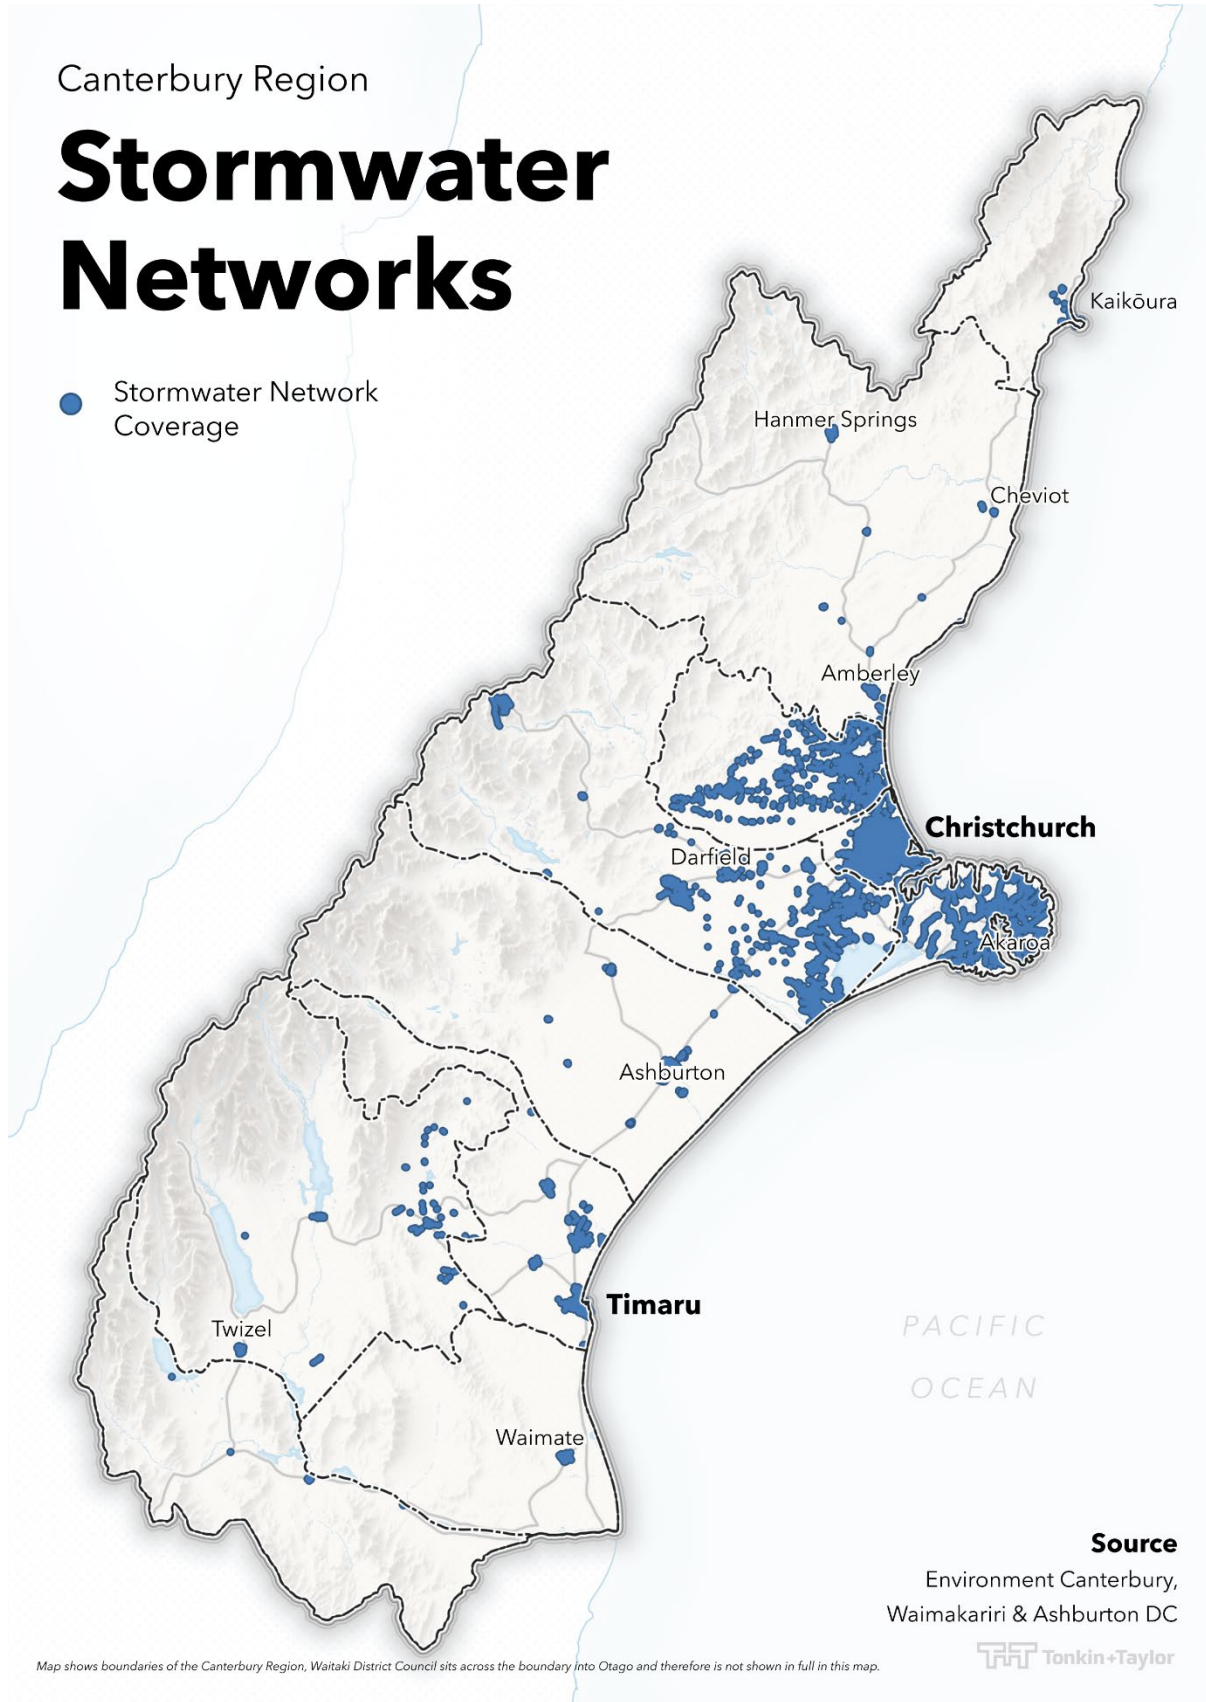 Canterbury Region
Stormwater
Networks
Stormwater Network
Coverage
Kaikōura
Hanmer Springs
Cheviot
Amberley
Christchurch
Darfield
Akaroa
Ashburton
Timaru
Twizel
PACIFIC
OCEAN
Waimate
Source
Environment Canterbury,
Waimakariri & Ashburton DC
Tonkin+Taylor
Map shows boundaries of the Canterbury Region, Waitaki District Council sits across the boundary into Otago and therefore is not shown in full in this map.